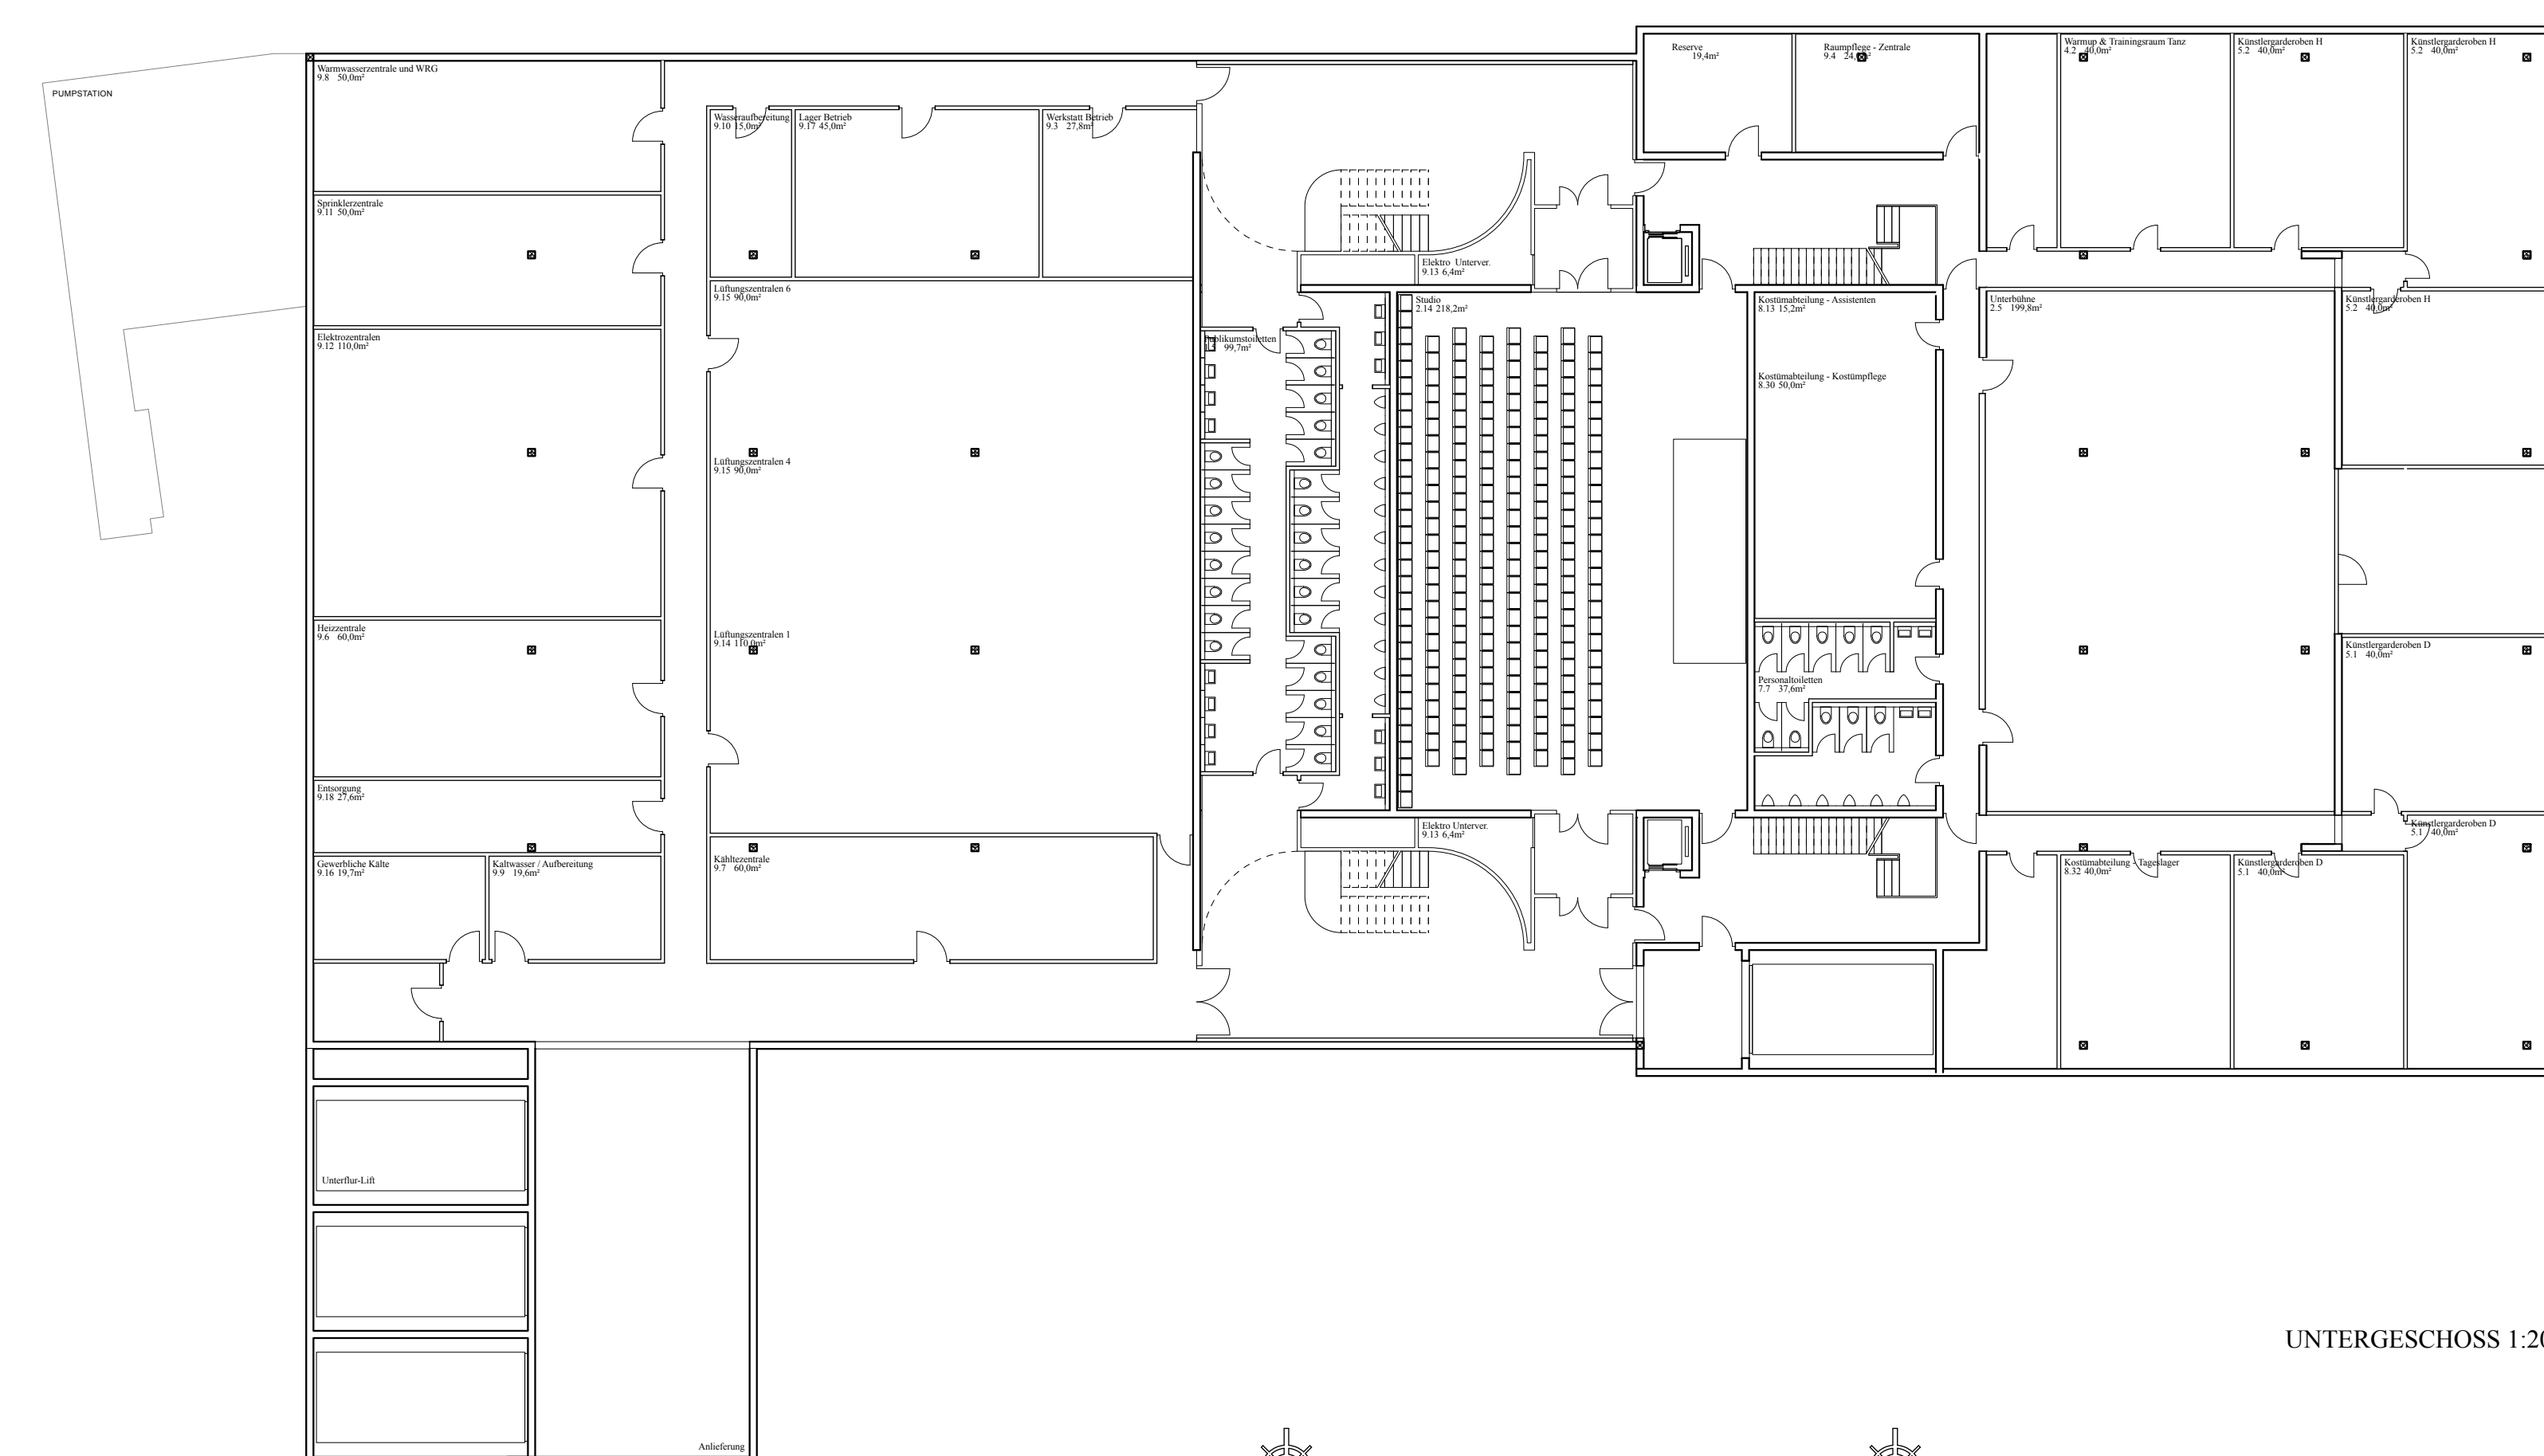 PUMPSTATION
Warmwasserzentrale und WRG
9.8 50,0m²
Sprinklerzentrale
9.11 50,0m²
Elektrozentralen
9.12 110,0m²
Heizzentrale
9.6 60,0m²
Entsorgung
9.18 27,6m²
Gewerbliche Kälte
9.16 19,7m²
Kaltwasser / Aufbereitung
9.9 19,6m²
Unterflur-Lift
Anlieferung
Wasseraufbereitung
9.10 15,0m²
Lager Betrieb
9.17 45,0m²
Werkstatt Betrieb
9.3 27,8m²
Lüftungszentralen 6
9.15 90,0m²
Lüftungszentralen 4
9.15 90,0m²
Lüftungszentralen 1
9.14 110,0m²
Kähltezentrale
9.7 60,0m²
Publikumstoiletten
99,7m²
Elektro Unterver.
9.13 6,4m²
Studio
2.14 218,2m²
Elektro Unterver.
9.13 6,4m²
Reserve
19,4m²
Raumpflege - Zentrale
9.4
Kostümabteilung - Assistenten
8.13 15,2m²
Kostümabteilung - Kostümpflege
8.30 50,0m²
Personaltoiletten
7.7 37,6m²
Unterbühne
2.5 199,8m²
Warmup & Trainingsraum Tanz
4.2 40,0m²
Künstlergarderoben H
5.2 40,0m²
Künstlergarderoben H
5.2 40,0m²
Künstlergarderoben H
5.2 40,0m²
Künstlergarderoben D
5.1 40,0m²
Künstlergarderoben D
5.1 40,0m²
Kostümabteilung - Tageslager
8.32 40,0m²
Künstlergarderoben D
5.1 40,0m²
UNTERGESCHOSS 1:20